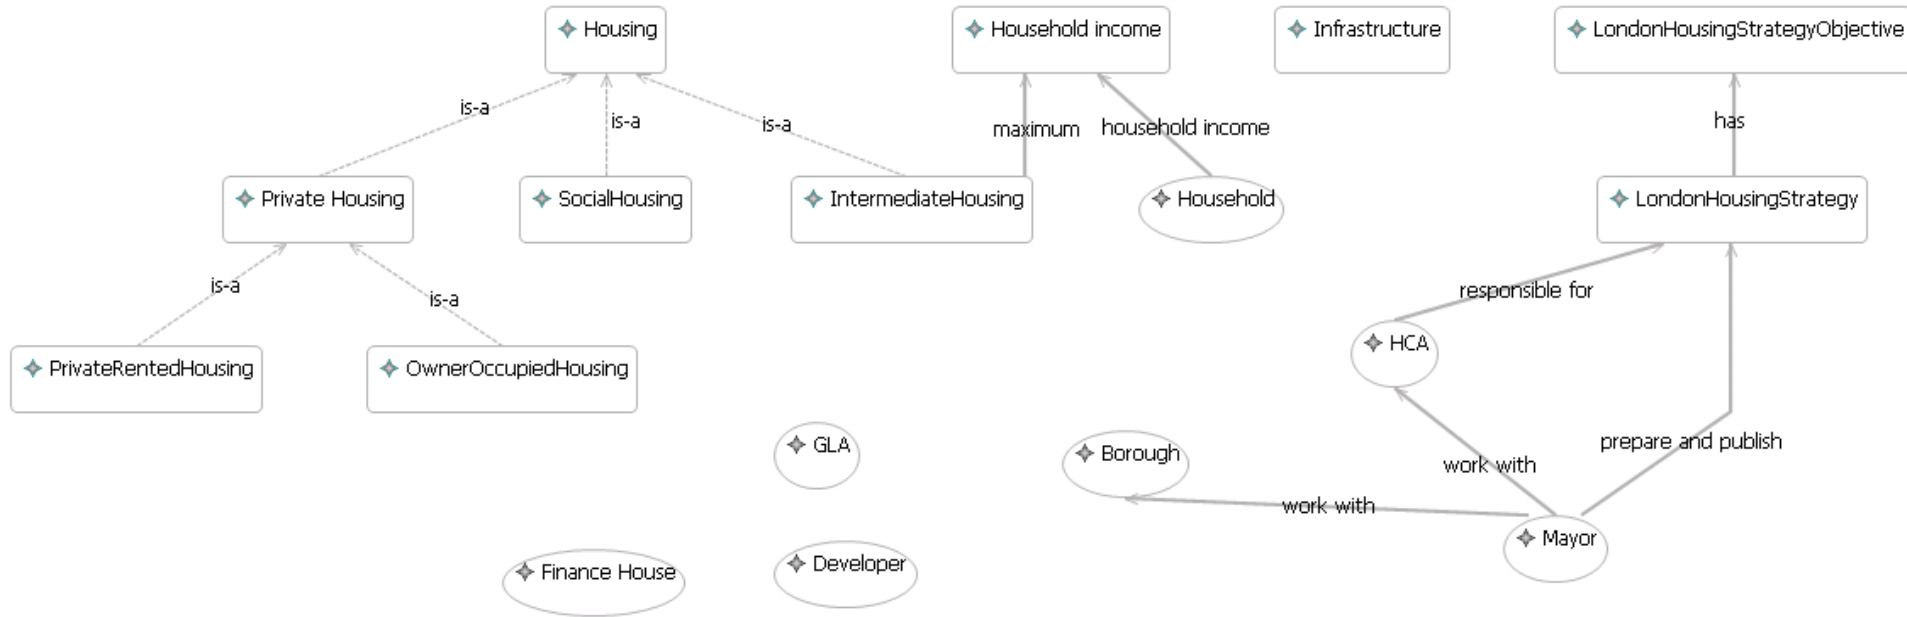 Housing
Household income
Infrastructure
LondonHousingStrategyObjective
is-a
is-a
is-a
maximum
household income
has
Private Housing
SocialHousing
IntermediateHousing
Household
LondonHousingStrategy
is-a
is-a
responsible for
PrivateRentedHousing
OwnerOccupiedHousing
HCA
GLA
Borough
prepare and publish
work with
work with
Mayor
Finance House
Developer